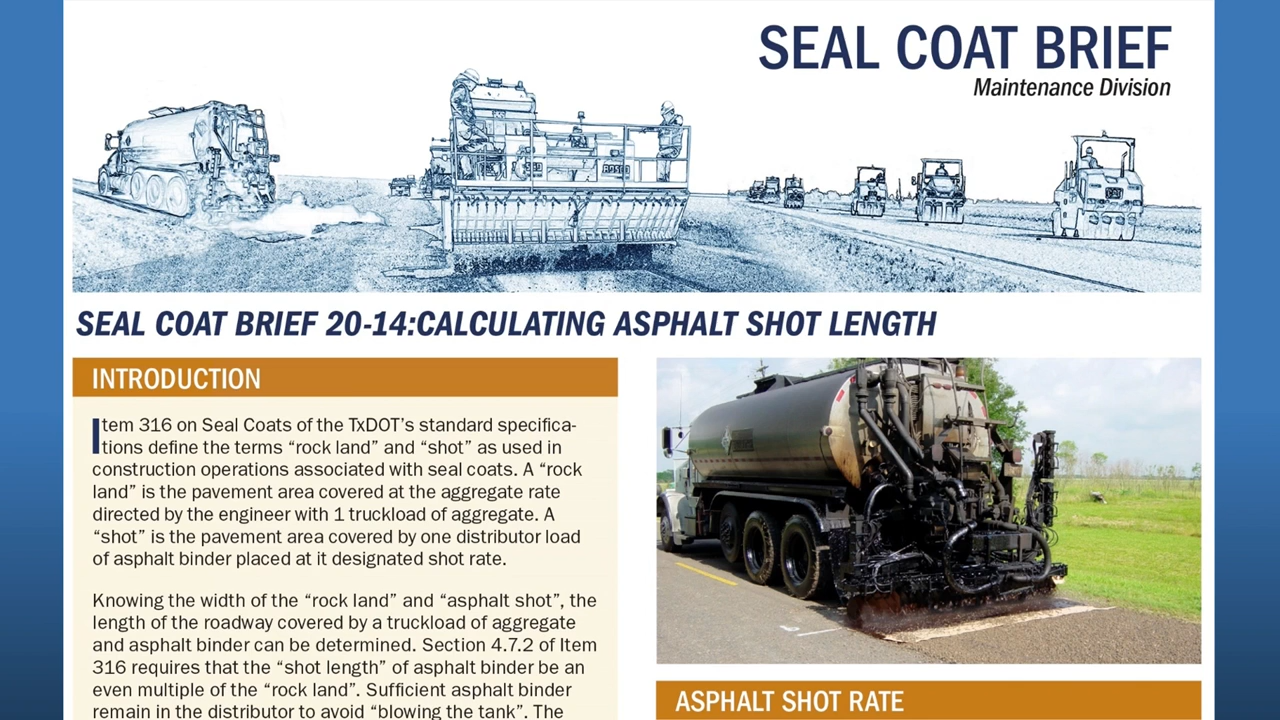 SEAL COAT BRIEF
Maintenance Division
SEAL COAT BRIEF 20-14:CALCULATING ASPHALT SHOT LENGTH
INTRODUCTION
Item 316 on Seal Coats of the TxDOT’s standard specifica-
tions define the terms “rock land” and “shot” as used in
construction operations associated with seal coats. A “rock
land” is the pavement area covered at the aggregate rate
directed by the engineer with 1 truckload of aggregate. A
“shot” is the pavement area covered by one distributor load
of asphalt binder placed at it designated shot rate.
Knowing the width of the “rock land” and “asphalt shot”, the
length of the roadway covered by a truckload of aggregate
and asphalt binder can be determined. Section 4.7.2 of Item
316 requires that the “shot length” of asphalt binder be an
even multiple of the “rock land”. Sufficient asphalt binder
remain in the distributor to avoid “blowing the tank”. The
ASPHALT SHOT RATE